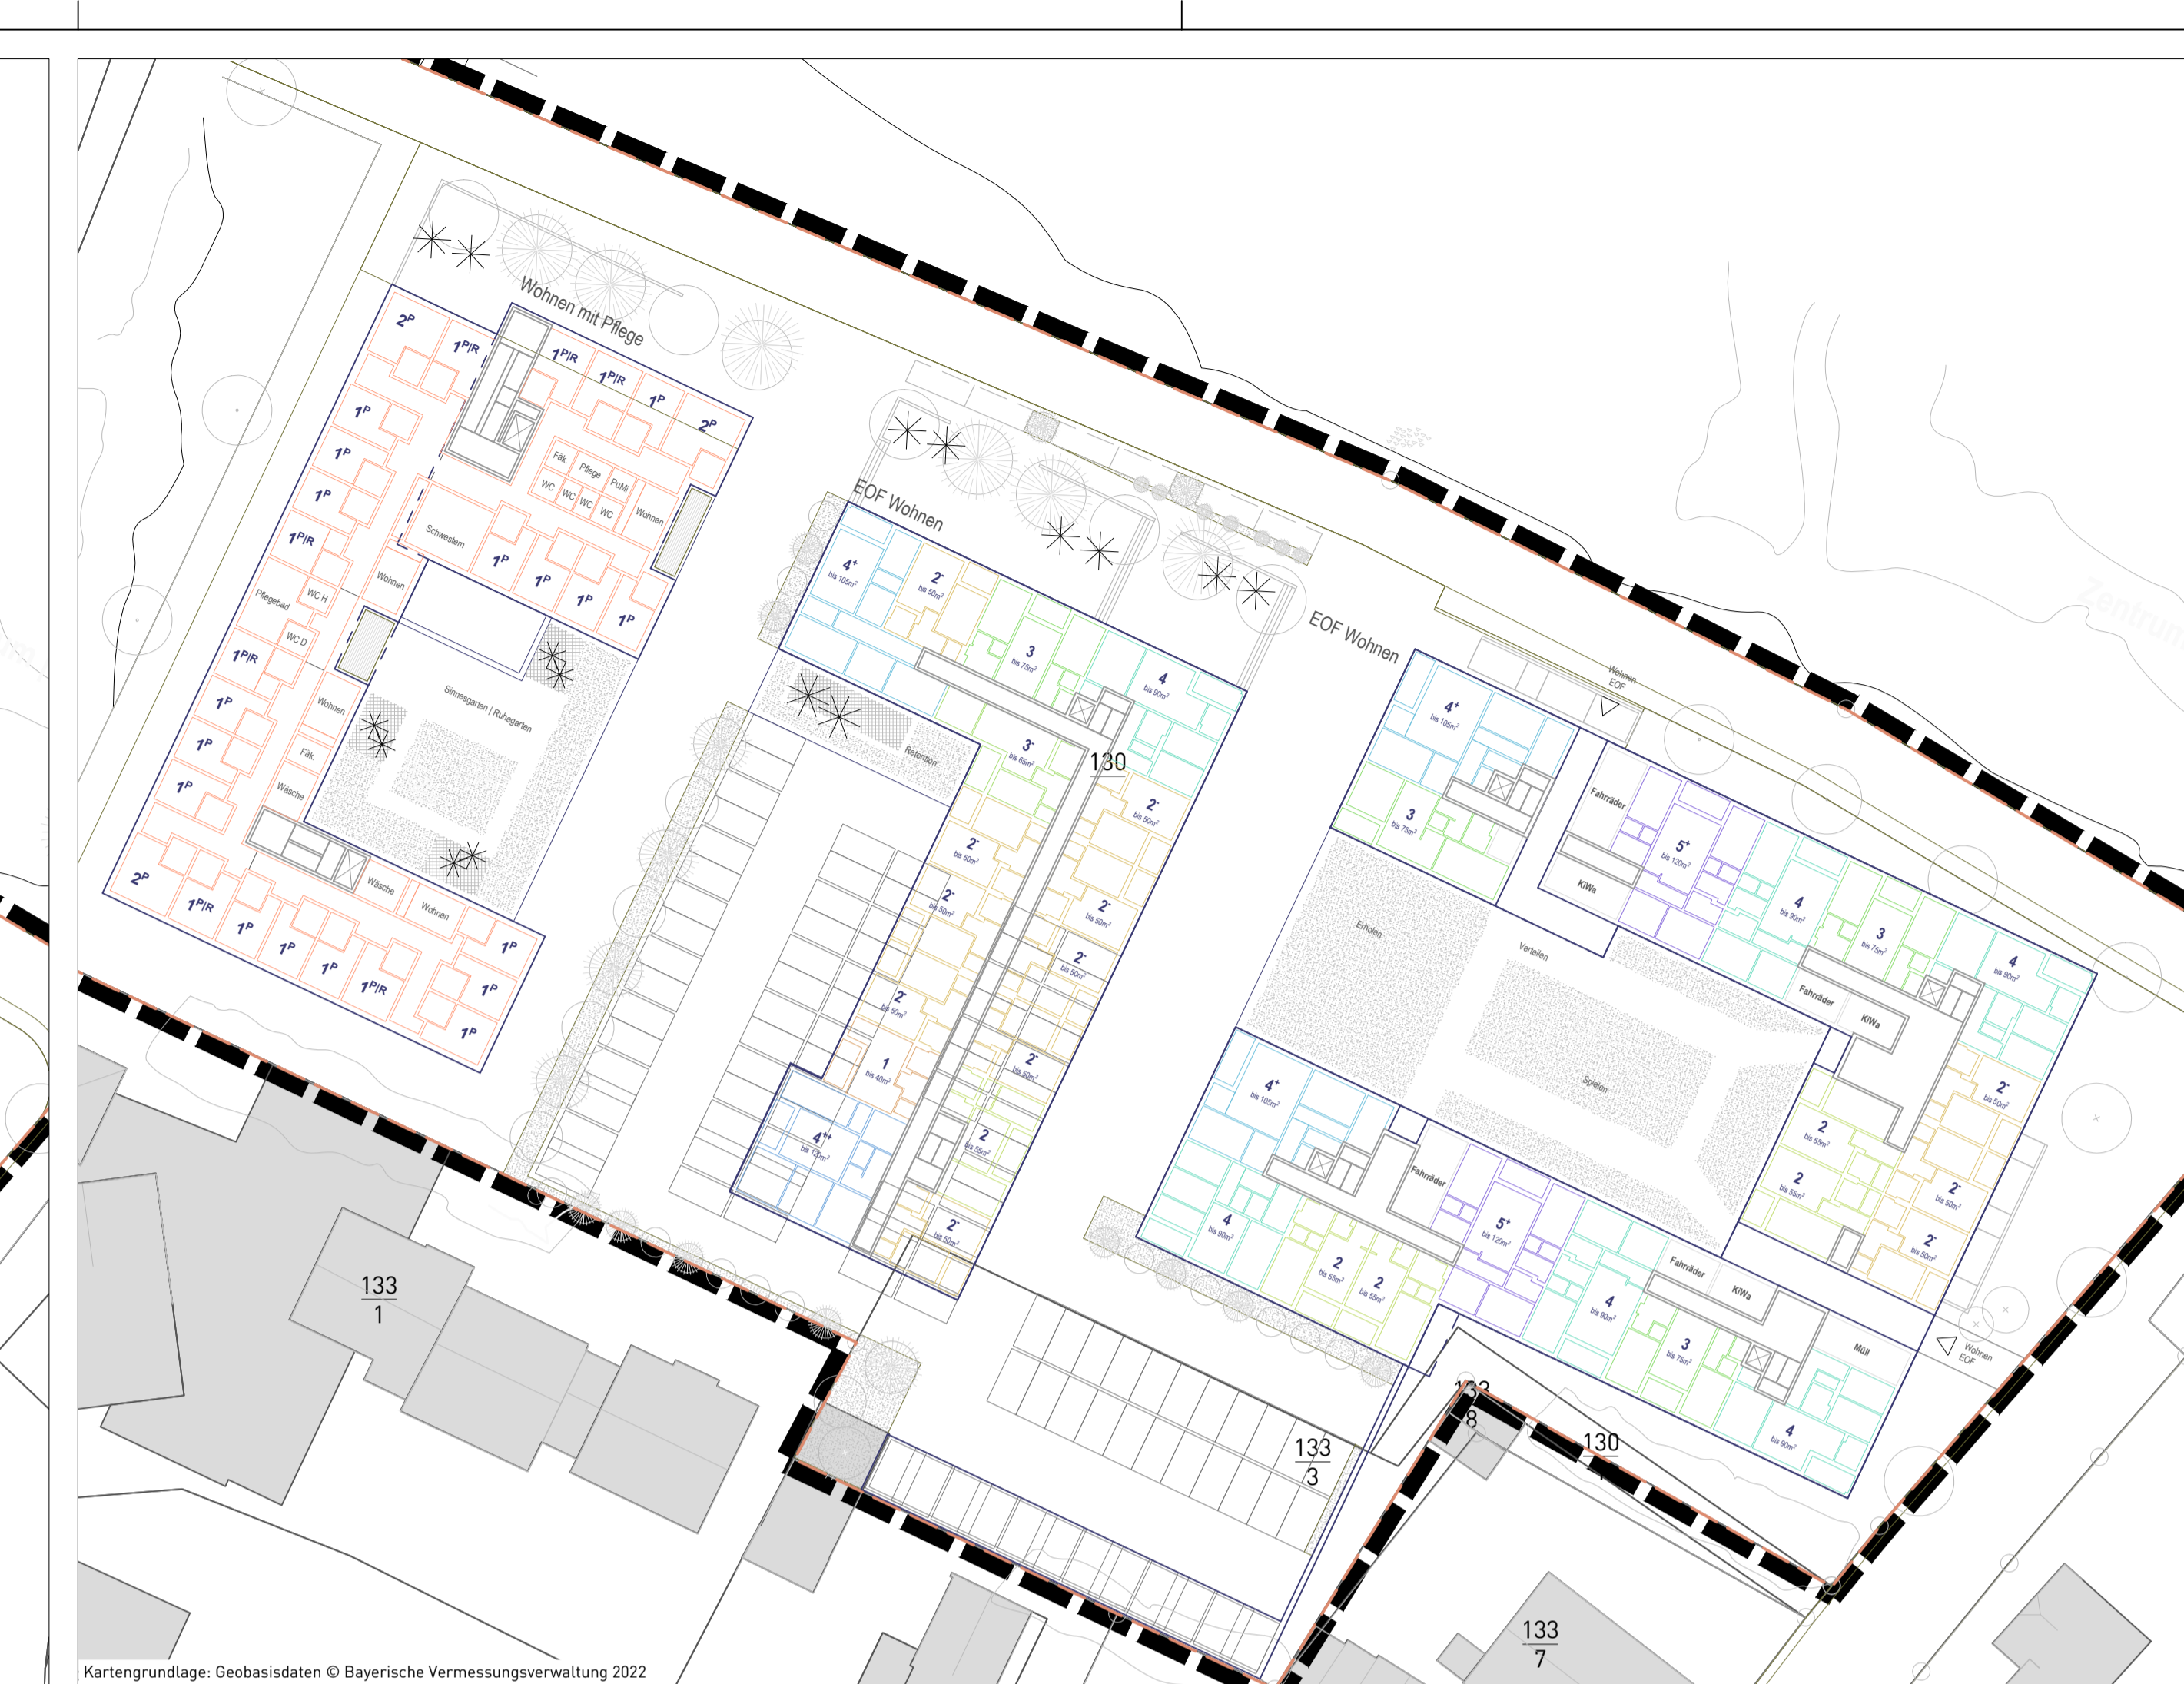 Wohnen mit Pflege
2P
1P|R
1P|R
1P|R
1P
2P
1P
1P
1P
1P|R
Fäk.
Pflege
PuMi
WC
WC
WC
WC
Wohnen
Schwestern
1P
1P
1P
1P
Wohnen
Pflegebad
WC H
WC D
1P|R
1P
1P
1P
Wohnen
Fäk.
Wäsche
Sinnesgarten | Ruhegarten
2P
1P|R
1P
1P
1P
1P|R
Wäsche
Wohnen
1P
1P
1P
EOF Wohnen
4+
bis 105m²
2-
bis 50m²
3
bis 75m²
4
bis 90m²
Retention
3-
bis 65m²
130
2-
bis 50m²
2-
bis 50m²
2-
bis 50m²
2-
bis 50m²
2-
bis 50m²
2-
bis 50m²
1
bis 40m²
2-
bis 50m²
4++
bis 120m²
2
bis 55m²
2-
bis 50m²
EOF Wohnen
Wohnen
EOF
4+
bis 105m²
3
bis 75m²
Fahrräder
KiWa
5+
bis 120m²
4
bis 90m²
3
bis 75m²
4
bis 90m²
Fahrräder
KiWa
Erholen
Verteilen
Spielen
2-
bis 50m²
2
bis 55m²
2
bis 55m²
2-
bis 50m²
2-
bis 50m²
4+
bis 105m²
4
bis 90m²
2
bis 55m²
2
bis 55m²
Fahrräder
5+
bis 120m²
4
bis 90m²
Fahrräder
KiWa
3
bis 75m²
Müll
4
bis 90m²
Wohnen
EOF
133
1
133
3
133
8
130
133
7
Zentrum
Kartengrundlage: Geobasisdaten © Bayerische Vermessungsverwaltung 2022